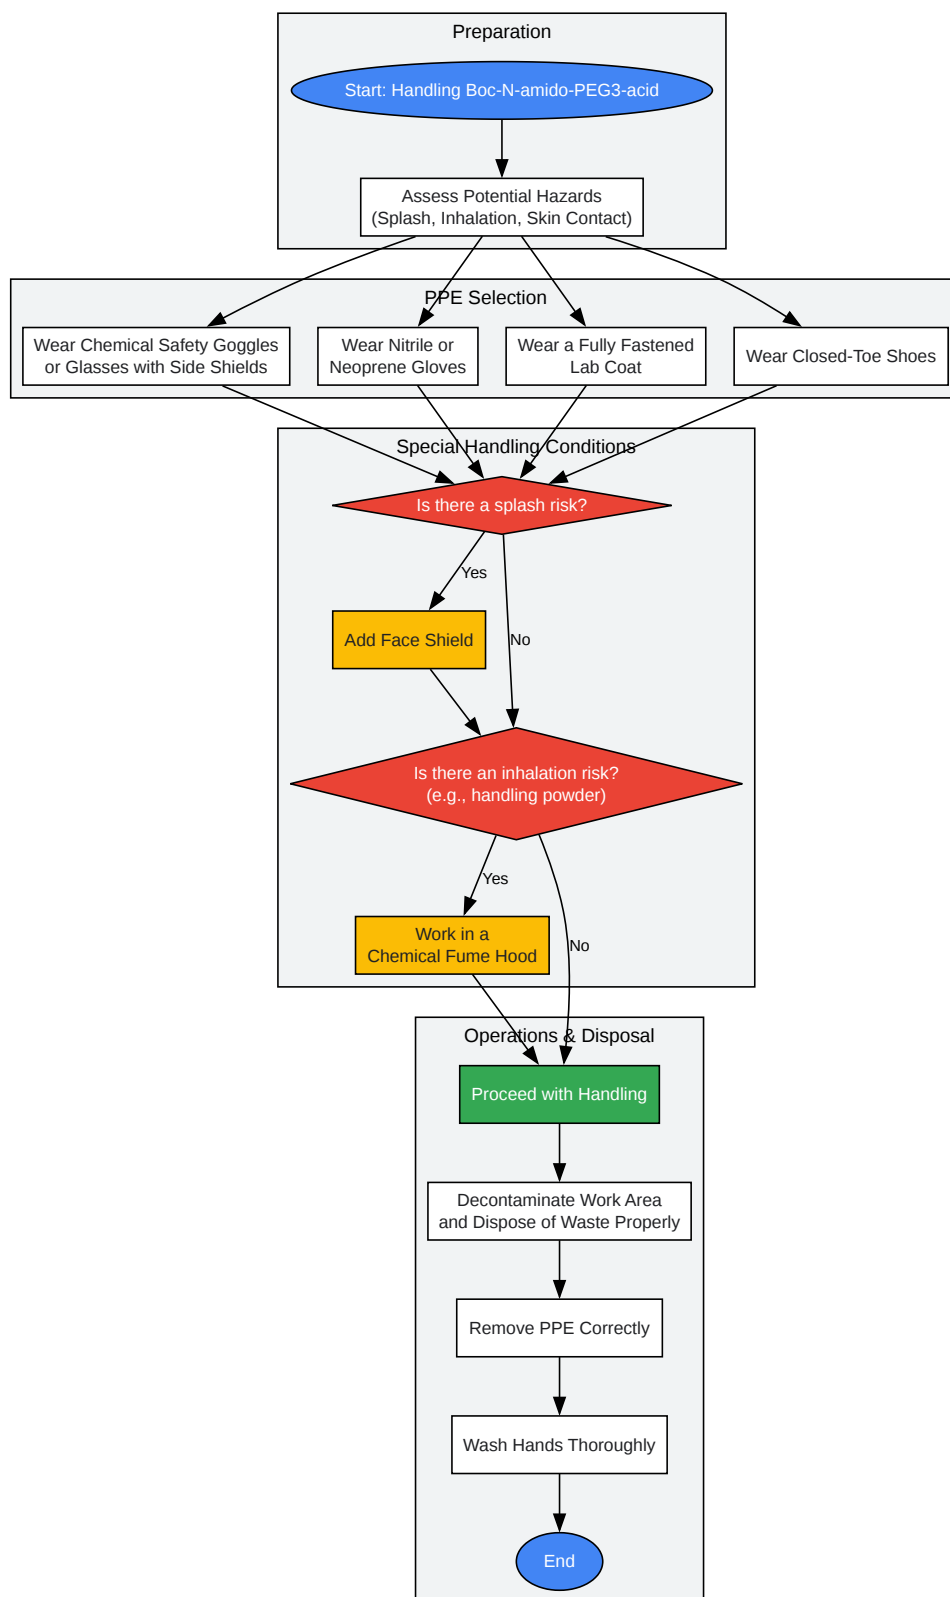 Preparation
Start: Handling Boc-N-amido-PEG3-acid
Assess Potential Hazards
(Splash, Inhalation, Skin Contact)
PPE Selection
Wear Chemical Safety Goggles
or Glasses with Side Shields
Wear Nitrile or
Neoprene Gloves
Wear a Fully Fastened
Lab Coat
Wear Closed-Toe Shoes
Special Handling Conditions
Is there a splash risk?
Yes
Add Face Shield
No
Is there an inhalation risk?
(e.g., handling powder)
Yes
Work in a
Chemical Fume Hood
No
Operations & Disposal
Proceed with Handling
Decontaminate Work Area
and Dispose of Waste Properly
Remove PPE Correctly
Wash Hands Thoroughly
End